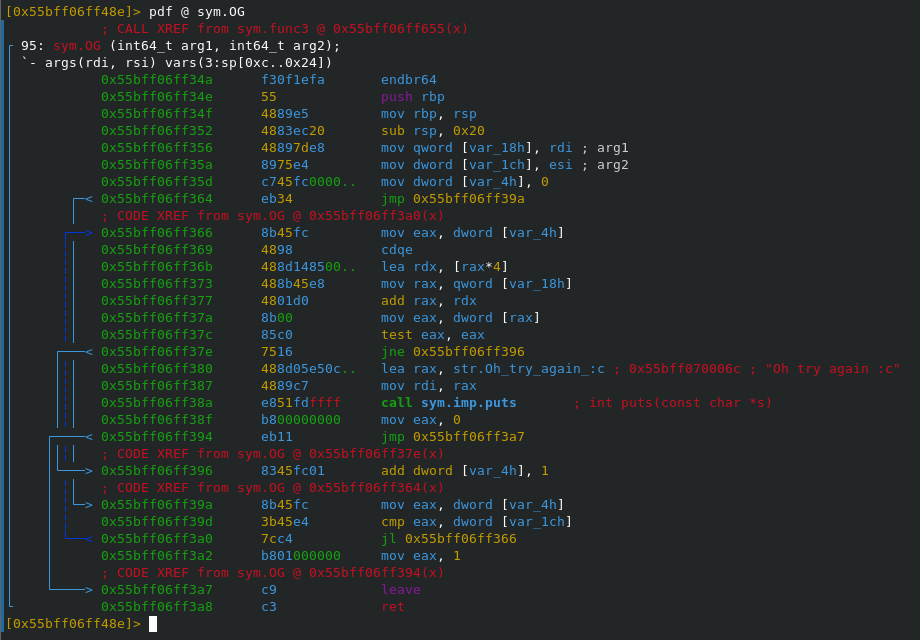 [0x55bff06ff48e]> pdf @ sym.OG
; CALL XREF from sym.func3 @ 0x55bff06ff655(x)
95: sym.OG (int64_t arg1, int64_t arg2);
`- args(rdi, rsi) vars(3:sp[0xc..0x24])
0x55bff06ff34a f30f1efa endbr64
0x55bff06ff34e 55 push rbp
0x55bff06ff34f 4889e5 mov rbp, rsp
0x55bff06ff352 4883ec20 sub rsp, 0x20
0x55bff06ff356 48897de8 mov qword [var_18h], rdi ; arg1
0x55bff06ff35a 8975e4 mov dword [var_1ch], esi ; arg2
0x55bff06ff35d c745fc0000.. mov dword [var_4h], 0
0x55bff06ff364 eb34 jmp 0x55bff06ff39a
; CODE XREF from sym.OG @ 0x55bff06ff3a0(x)
0x55bff06ff366 8b45fc mov eax, dword [var_4h]
0x55bff06ff369 4898 cdqe
0x55bff06ff36b 488d148500.. lea rdx, [rax*4]
0x55bff06ff373 488b45e8 mov rax, qword [var_18h]
0x55bff06ff377 4801d0 add rax, rdx
0x55bff06ff37a 8b00 mov eax, dword [rax]
0x55bff06ff37c 85c0 test eax, eax
0x55bff06ff37e 7516 jne 0x55bff06ff396
0x55bff06ff380 488d05e50c.. lea rax, str.Oh_try_again_:c ; 0x55bff070006c ; "Oh try again :c"
0x55bff06ff387 4889c7 mov rdi, rax
0x55bff06ff38a e851fdffff call sym.imp.puts ; int puts(const char *s)
0x55bff06ff38f b800000000 mov eax, 0
0x55bff06ff394 eb11 jmp 0x55bff06ff3a7
; CODE XREF from sym.OG @ 0x55bff06ff37e(x)
0x55bff06ff396 8345fc01 add dword [var_4h], 1
; CODE XREF from sym.OG @ 0x55bff06ff364(x)
0x55bff06ff39a 8b45fc mov eax, dword [var_4h]
0x55bff06ff39d 3b45e4 cmp eax, dword [var_1ch]
0x55bff06ff3a0 7cc4 jl 0x55bff06ff366
0x55bff06ff3a2 b801000000 mov eax, 1
; CODE XREF from sym.OG @ 0x55bff06ff394(x)
0x55bff06ff3a7 c9 leave
0x55bff06ff3a8 c3 ret
[0x55bff06ff48e]>